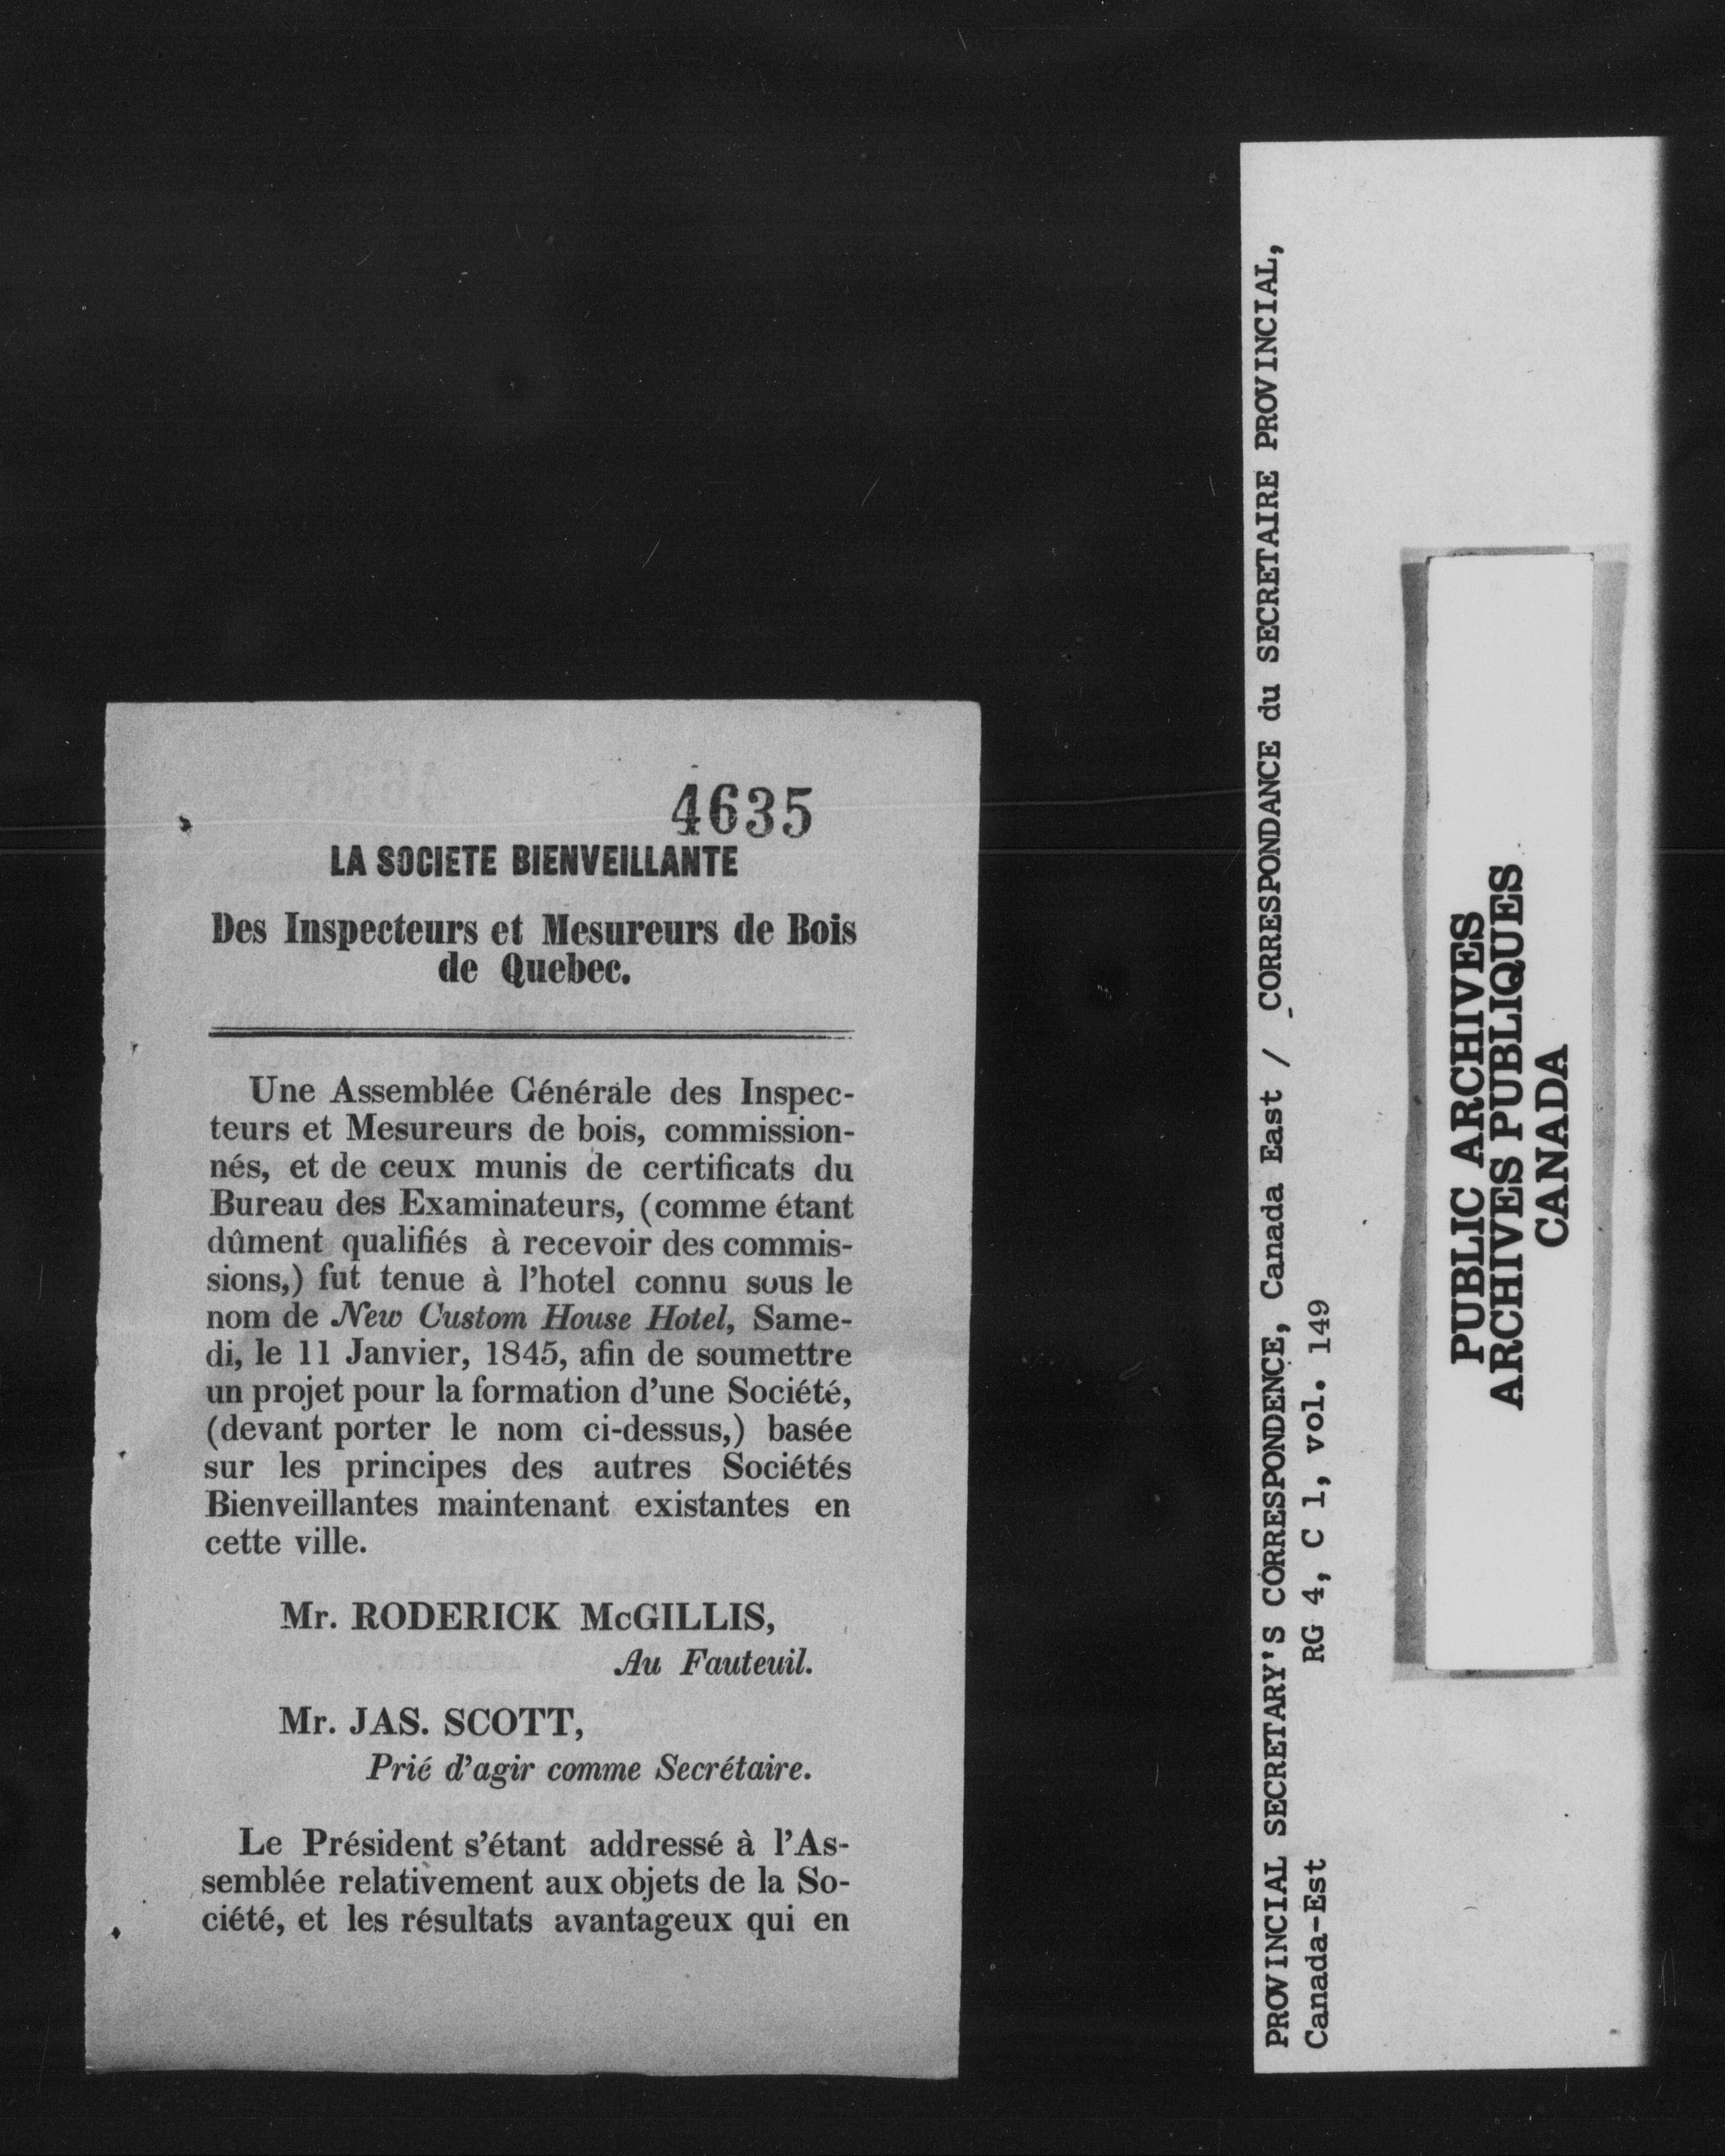 4635
LA SOCIETE BIENVEILLANTE
Des Inspecteurs et Mesureurs de Bois
de Quebec.
Une Assemblée Générale des Inspec-
teurs et Mesureurs de bois, commission-
nés, et de ceux munis de certificats du
Bureau des Examinateurs, (comme étant
dûment qualifiés à recevoir des commis-
sions,) fut tenue à l'hotel connu sous le
nom de New Custom House Hotel, Same-
di, le 11 Janvier, 1845, afin de soumettre
un projet pour la formation d'une Société,
(devant porter le nom ci-dessus,) basée
sur les principes des autres Sociétés
Bienveillantes maintenant existantes en
cette ville.
Mr. RODERICK McGILLIS,
Au Fauteuil.
Mr. JAS. SCOTT,
Prié d'agir comme Secrétaire.
Le Président s'étant addressé à l'As-
semblée relativement aux objets de la So-
ciété, et les résultats avantageux qui en
PROVINCIAL SECRETARY'S CORRESPONDENCE, Canada East / CORRESPONDANCE du SECRETAIRE PROVINCIAL,
Canada-Est RG 4, C 1, vol. 149
PUBLIC ARCHIVES
ARCHIVES PUBLIQUES
CANADA